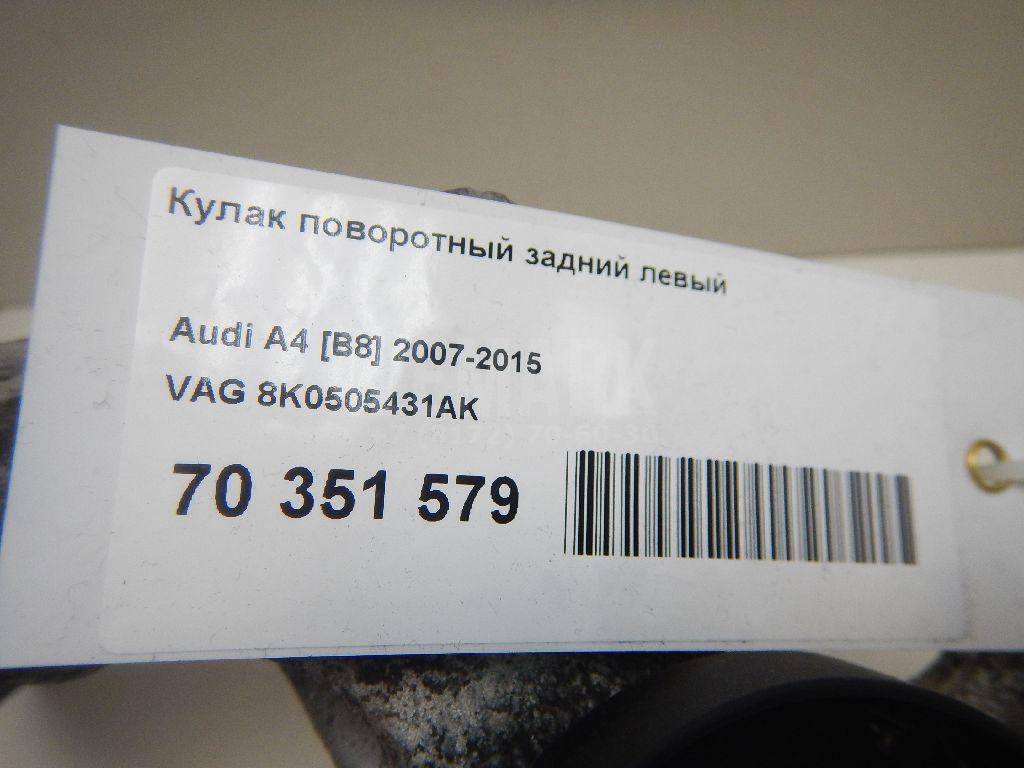 Кулак поворотный задний левый
Audi A4 [B8] 2007-2015
VAG 8K0505431AK
70 351 579